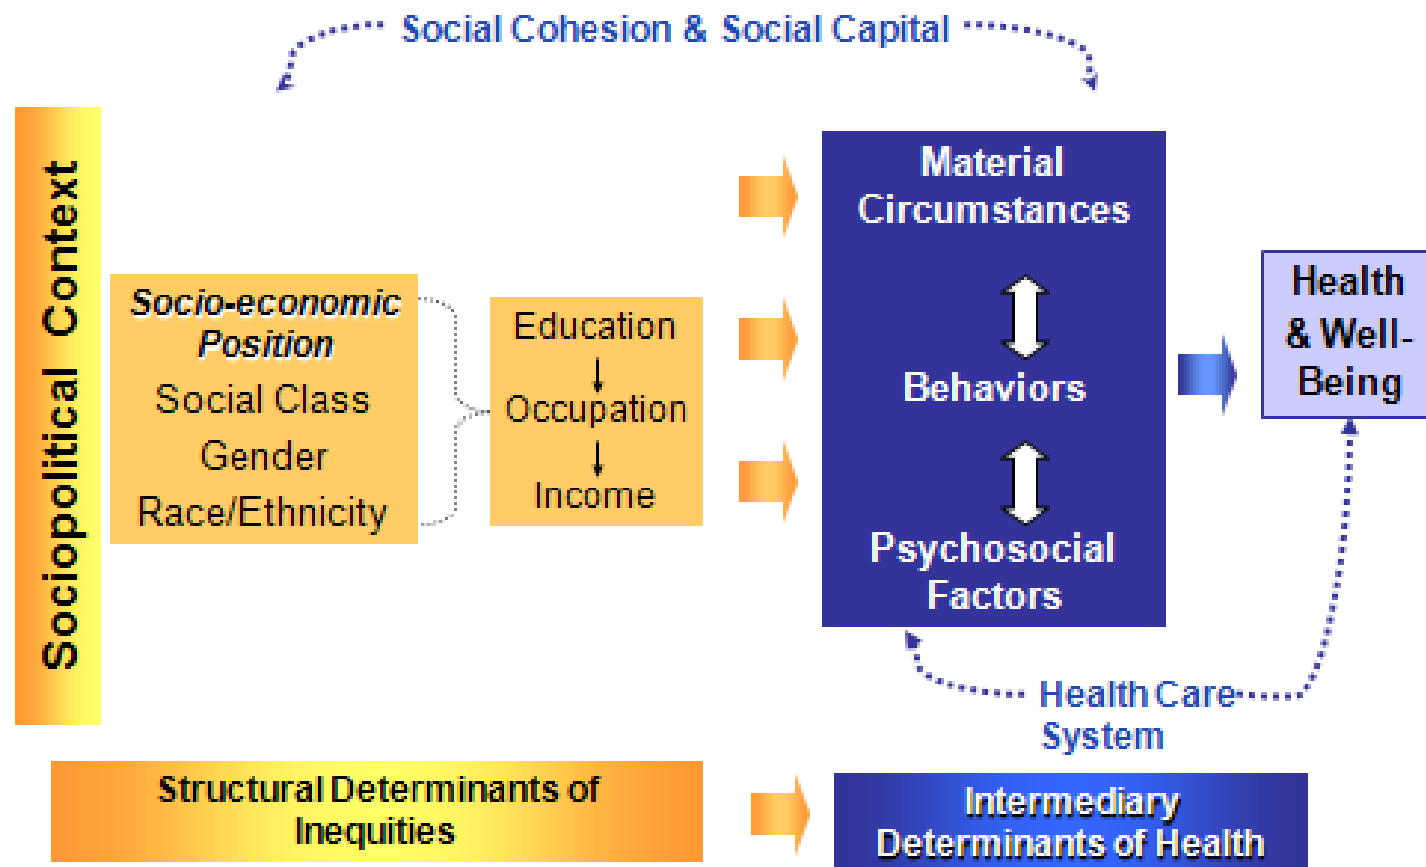 Social Cohesion & Social Capital
Sociopolitical Context
Socio-economic
Position
Social Class
Gender
Race/Ethnicity
Education
Occupation
Income
Material
Circumstances
Behaviors
Psychosocial
Factors
Health
& Well-
Being
Health Care
System
Structural Determinants of
Inequities
Intermediary
Determinants of Health